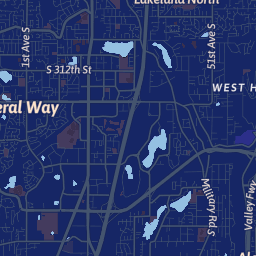 Lakeland North
1st Ave S
51st Ave S
S 312th St
WEST H
eral Way
Military Rd S
Valley Fwy